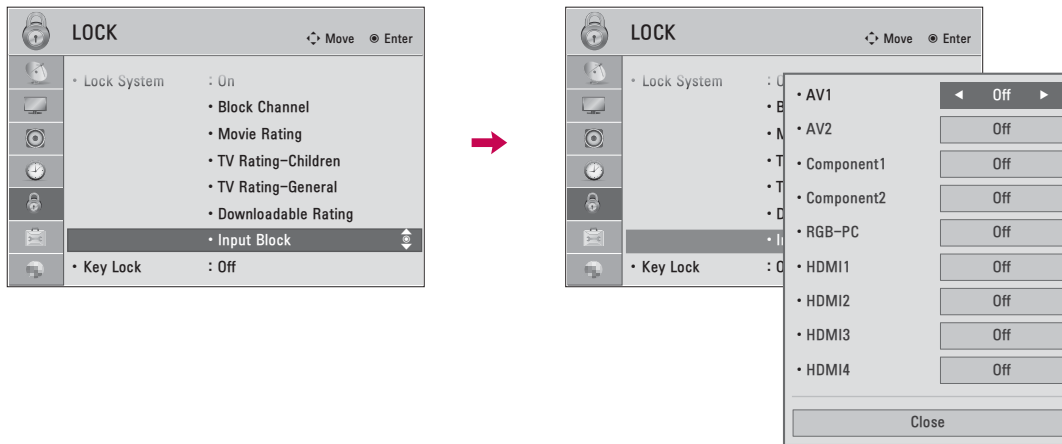 LOCK
Move Enter
• Lock System : On
• Block Channel
• Movie Rating
• TV Rating-Children
• TV Rating-General
• Downloadable Rating
• Input Block
• Key Lock : Off
LOCK
Move Enter
• Lock System
• Key Lock
• AV1 ◄ Off ►
• AV2 Off
• Component1 Off
• Component2 Off
• RGB-PC Off
• HDMI1 Off
• HDMI2 Off
• HDMI3 Off
• HDMI4 Off
Close